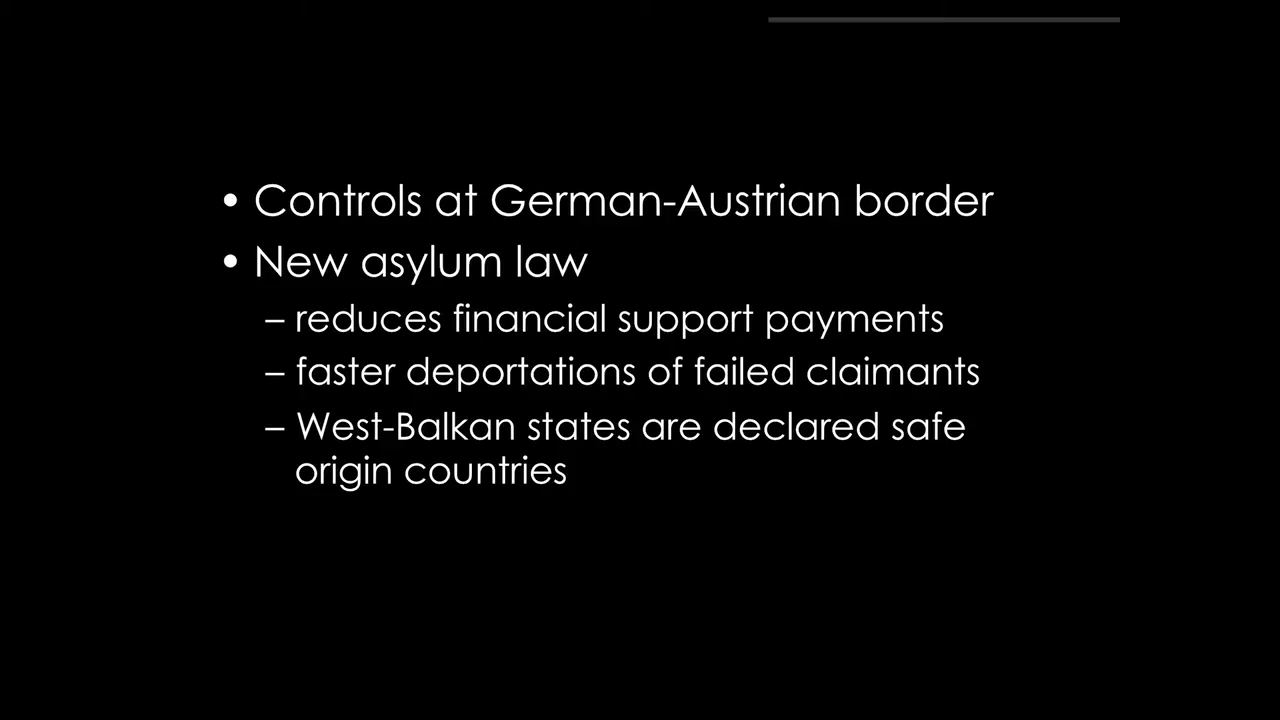 • Controls at German-Austrian border
• New asylum law
– reduces financial support payments
– faster deportations of failed claimants
– West-Balkan states are declared safe
origin countries